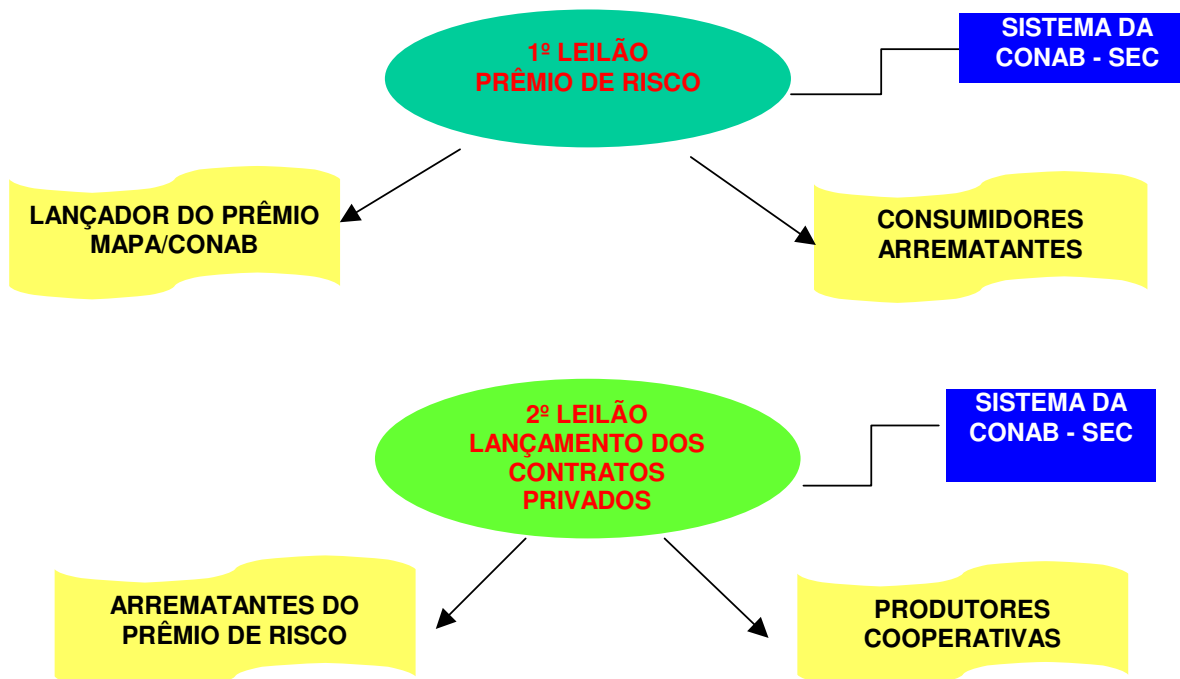 1º LEILÃO
PRÊMIO DE RISCO
SISTEMA DA
CONAB - SEC
LANÇADOR DO PRÊMIO
MAPA/CONAB
CONSUMIDORES
ARREMATANTES
2º LEILÃO
LANÇAMENTO DOS
CONTRATOS
PRIVADOS
SISTEMA DA
CONAB - SEC
ARREMATANTES DO
PRÊMIO DE RISCO
PRODUTORES
COOPERATIVAS